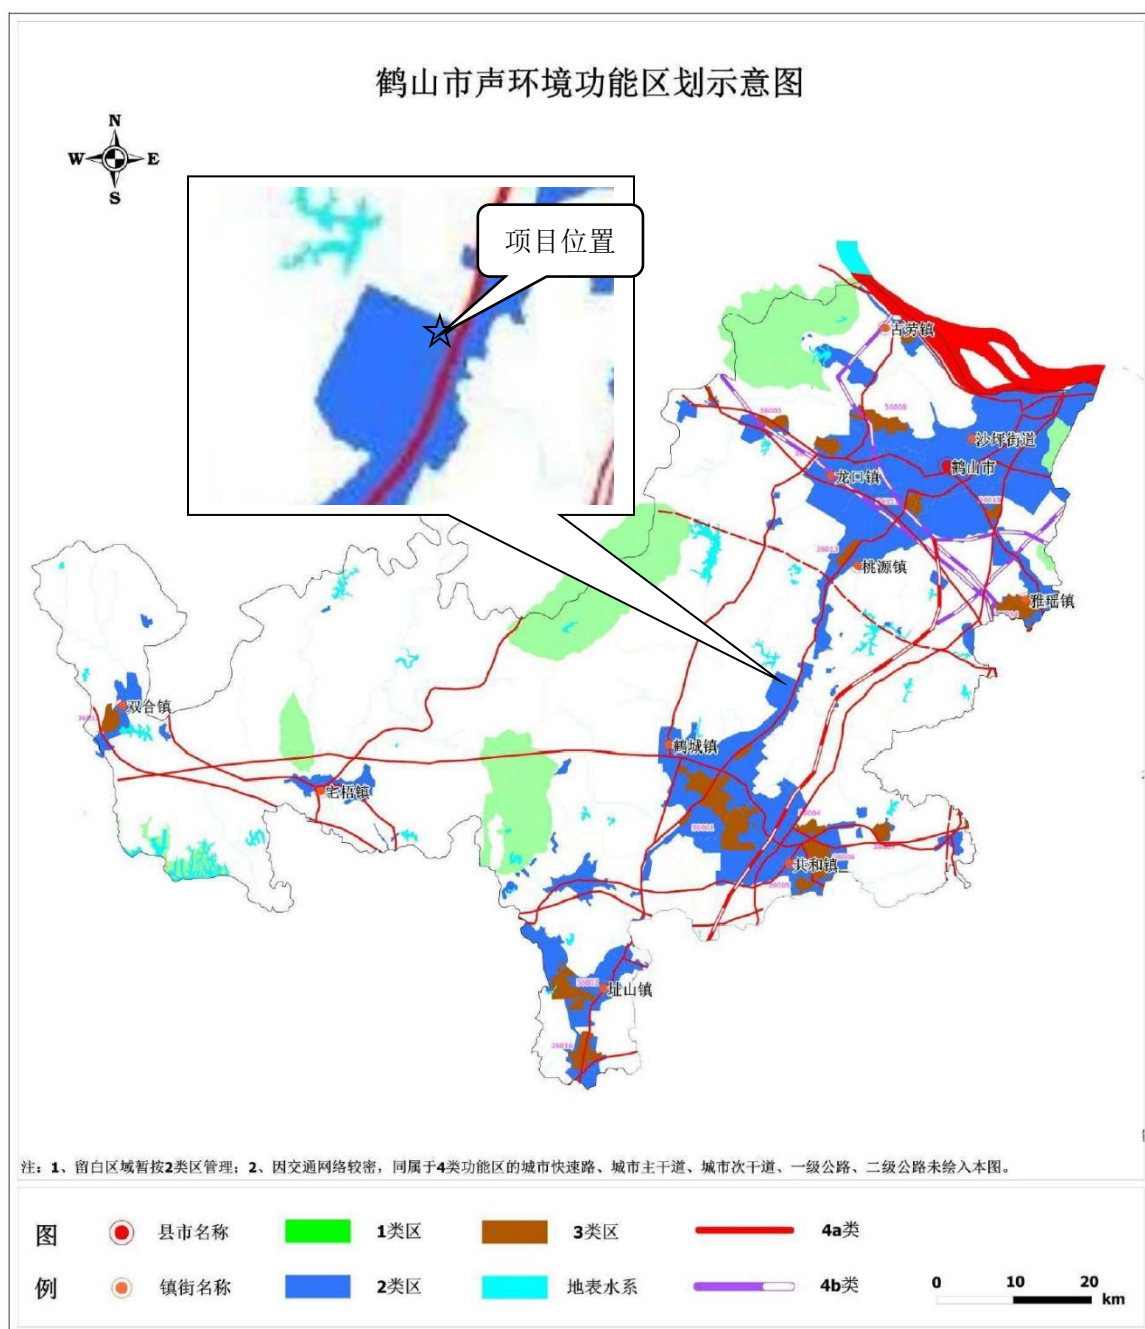 鹤山市声环境功能区划示意图
N
W E
S
项目位置
古劳镇
沙坪街道
鹤山市
龙口镇
桃源镇
雅瑶镇
双合镇
鹤城镇
宅梧镇
共和镇
址山镇
注：1、留白区域暂按2类区管理；2、因交通网络较密，同属于4类功能区的城市快速路、城市主干道、城市次干道、一级公路、二级公路未绘入本图。
图 县市名称 1类区 3类区 4a类
例 镇街名称 2类区 地表水系 4b类
0 10 20
km